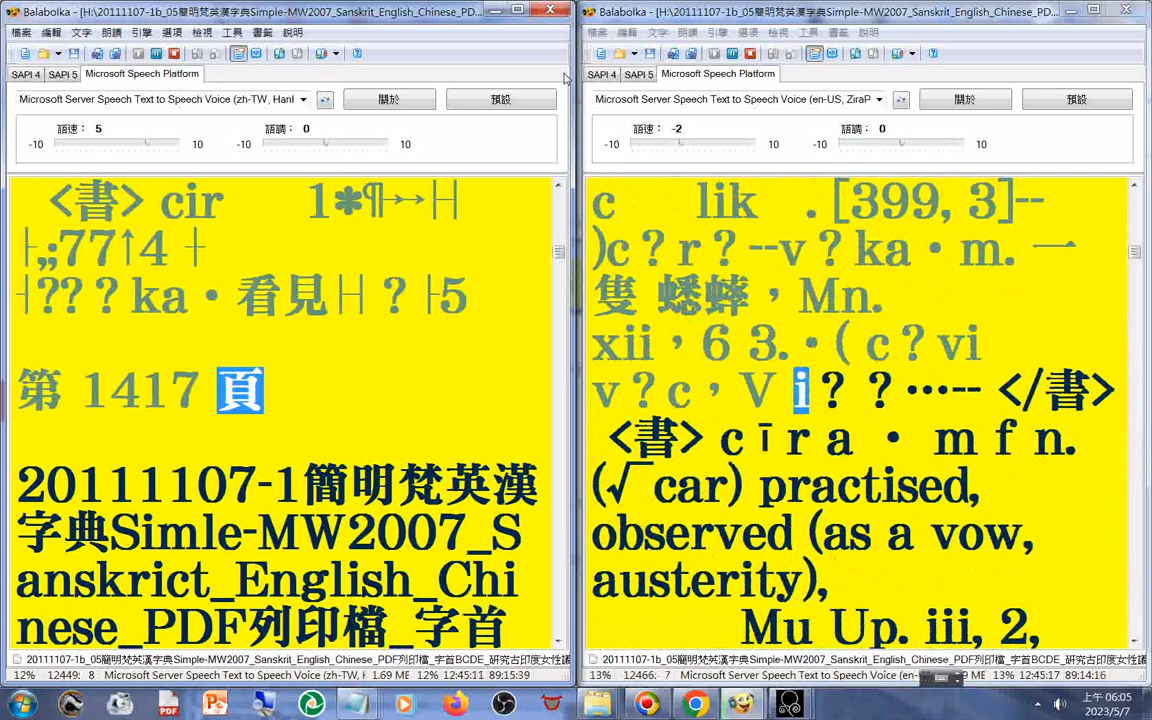 Balabolka - [H:\20111107-1b_05簡明梵英漢字典Simple-MW2007_Sanskrit_English_Chinese_PD...
檔案 編輯 文字 朗讀 引擎 選項 檢視 工具 書籤 說明
SAPI 4 SAPI 5 Microsoft Speech Platform
Microsoft Server Speech Text to Speech Voice (zh-TW, HanH 關於 預設
語速： 5 語調： 0
-10 10 -10 10
<書> cir 1✱¶↦├┤
├,;77↑4 ┼
┤??？ka·看見├┤？├5
第 1417 頁
20111107-1簡明梵英漢
字典Simle-MW2007_S
anskrict_English_Chi
nese_PDF列印檔_字首
20111107-1b_05簡明梵英漢字典Simple-MW2007_Sanskrit_English_Chinese_PDF列印檔_字首BCDE_研究古印度女性議
12% 12449: 8 Microsoft Server Speech Text to Speech Voice (zh-TW, H 1.69 MB 12% 12:45:11 89:15:39
Balabolka - [H:\20111107-1b_05簡明梵英漢字典Simple-MW2007_Sanskrit_English_Chinese_PDF...
檔案 編輯 文字 朗讀 引擎 選項 檢視 工具 書籤 說明
SAPI 4 SAPI 5 Microsoft Speech Platform
Microsoft Server Speech Text to Speech Voice (en-US, ZiraP 關於 預設
語速： -2 語調： 0
-10 10 -10 10
c lik . [399, 3]--
)c？r？--v？ka·m. 一
隻 蟋蟀，Mn.
xii，6 3.·( c？vi
v？c，V i？？…-- </書>
<書> c ī r a · m f n.
(√car) practised,
observed (as a vow,
austerity),
Mu Up. iii, 2,
20111107-1b_05簡明梵英漢字典Simple-MW2007_Sanskrit_English_Chinese_PDF列印檔_字首BCDE_研究古印度女性議
13% 12466: 7 Microsoft Server Speech Text to Speech Voice (e 13% 12:45:17 89:14:16
上午 06:05
2023/5/7